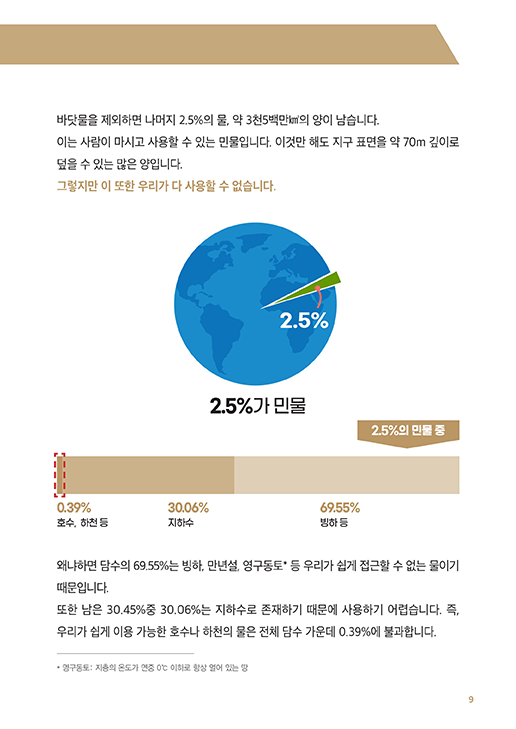 바닷물을 제외하면 나머지 2.5%의 물, 약 3천5백만㎦의 양이 남습니다.
이는 사람이 마시고 사용할 수 있는 민물입니다. 이것만 해도 지구 표면을 약 70m 깊이로
덮을 수 있는 많은 양입니다.
그렇지만 이 또한 우리가 다 사용할 수 없습니다.
2.5%
2.5%가 민물
2.5%의 민물 중
0.39%
호수, 하천 등
30.06%
지하수
69.55%
빙하 등
왜냐하면 담수의 69.55%는 빙하, 만년설, 영구동토* 등 우리가 쉽게 접근할 수 없는 물이기
때문입니다.
또한 남은 30.45%중 30.06%는 지하수로 존재하기 때문에 사용하기 어렵습니다. 즉,
우리가 쉽게 이용 가능한 호수나 하천의 물은 전체 담수 가운데 0.39%에 불과합니다.
* 영구동토: 지층의 온도가 연중 0℃ 이하로 항상 얼어 있는 땅
9